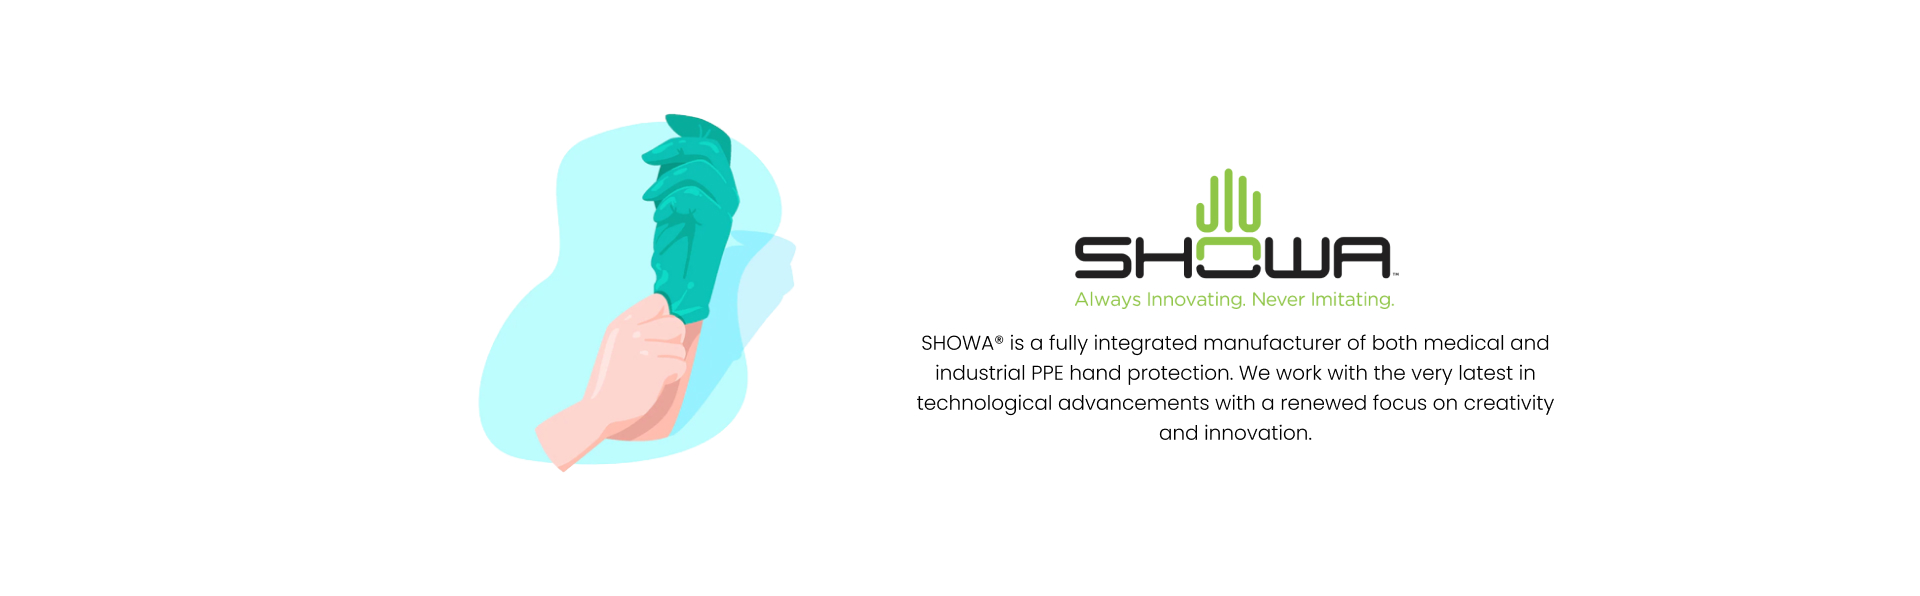 SHOWA™
Always Innovating. Never Imitating.
SHOWA® is a fully integrated manufacturer of both medical and
industrial PPE hand protection. We work with the very latest in
technological advancements with a renewed focus on creativity
and innovation.